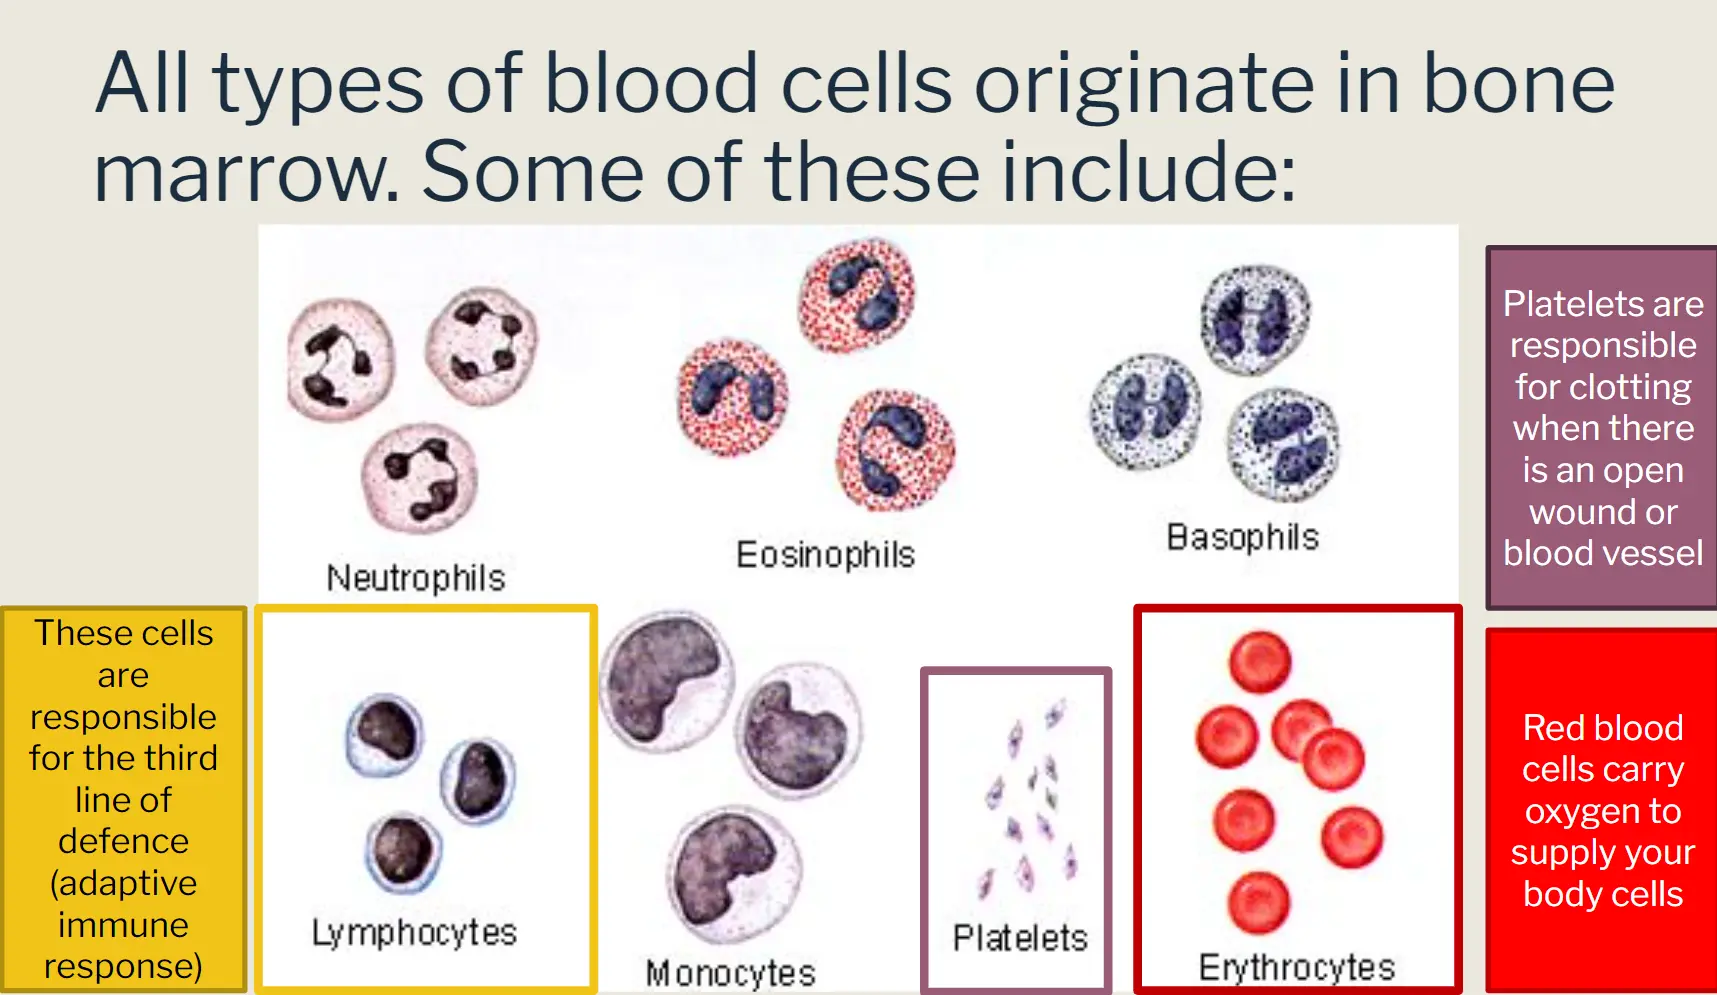 All types of blood cells originate in bone
marrow. Some of these include:
Neutrophils
Eosinophils
Basophils
Platelets are
responsible
for clotting
when there
is an open
wound or
blood vessel
These cells
are
responsible
for the third
line of
defence
(adaptive
immune
response)
Lymphocytes
Monocytes
Platelets
Erythrocytes
Red blood
cells carry
oxygen to
supply your
body cells